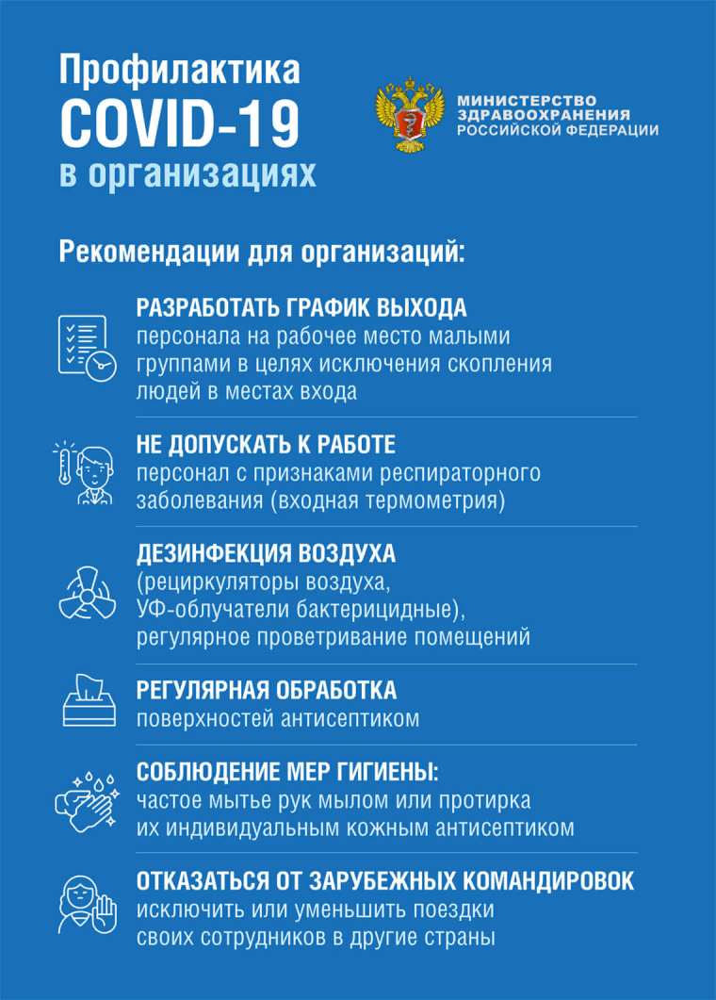 Профилактика
COVID-19
в организациях
МИНИСТЕРСТВО
ЗДРАВООХРАНЕНИЯ
РОССИЙСКОЙ ФЕДЕРАЦИИ
Рекомендации для организаций:
РАЗРАБОТАТЬ ГРАФИК ВЫХОДА
персонала на рабочее место малыми
группами в целях исключения скопления
людей в местах входа
НЕ ДОПУСКАТЬ К РАБОТЕ
персонал с признаками респираторного
заболевания (входная термометрия)
ДЕЗИНФЕКЦИЯ ВОЗДУХА
(рециркуляторы воздуха,
УФ-облучатели бактерицидные),
регулярное проветривание помещений
РЕГУЛЯРНАЯ ОБРАБОТКА
поверхностей антисептиком
СОБЛЮДЕНИЕ МЕР ГИГИЕНЫ:
частое мытье рук мылом или протирка
их индивидуальным кожным антисептиком
ОТКАЗАТЬСЯ ОТ ЗАРУБЕЖНЫХ КОМАНДИРОВОК
исключить или уменьшить поездки
своих сотрудников в другие страны